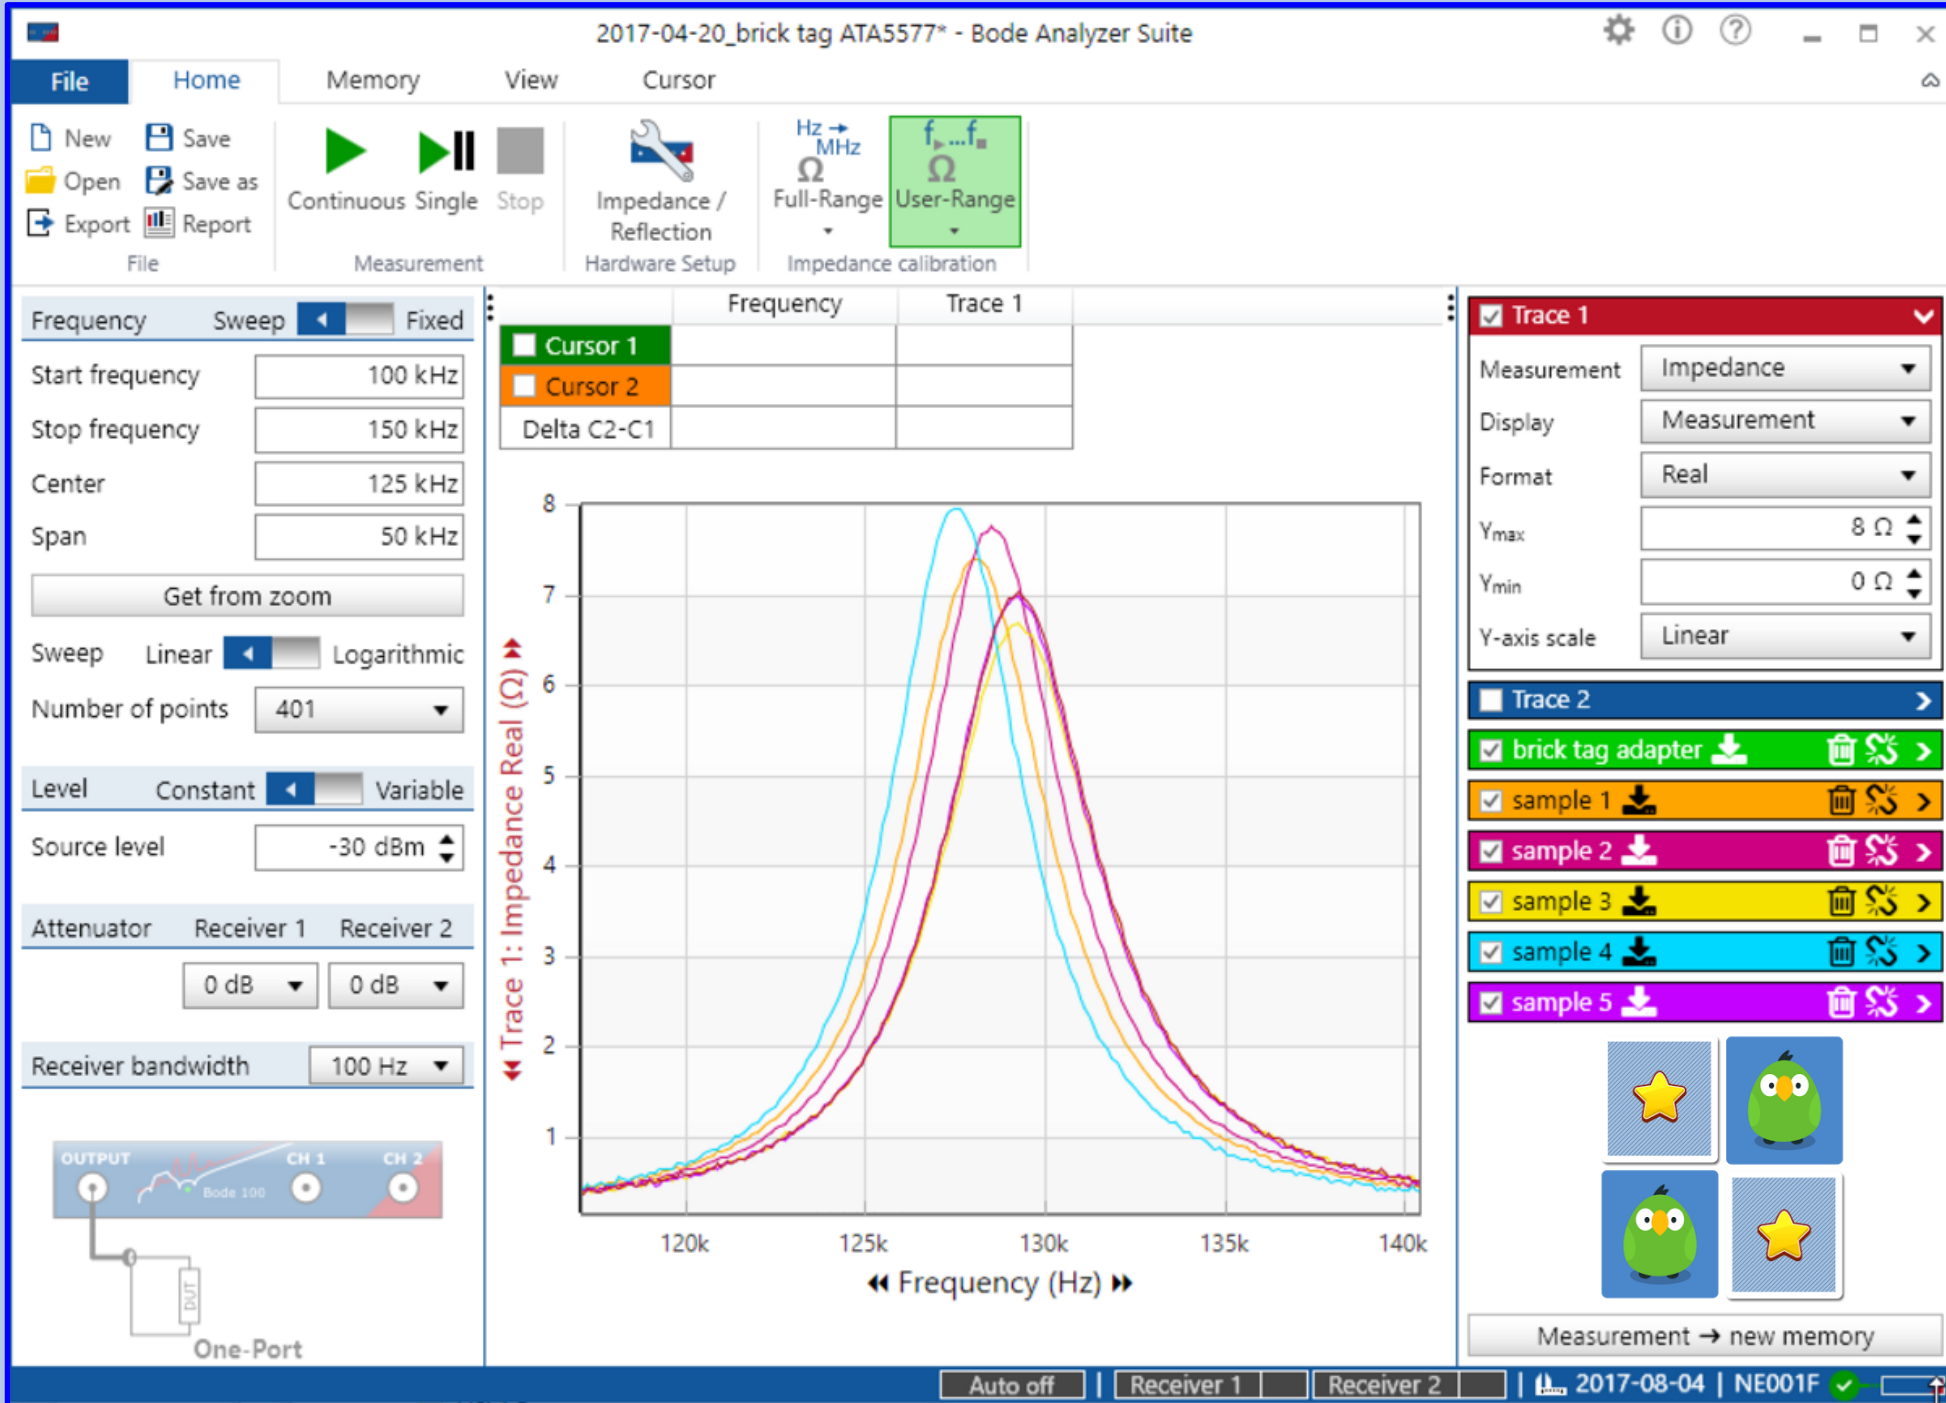 2017-04-20_brick tag ATA5577* - Bode Analyzer Suite
File Home Memory View Cursor
New Save
Open Save as
Export Report
File
Continuous Single Stop
Measurement
Impedance /
Reflection
Hardware Setup
Hz →
MHz
Ω
Full-Range
f...f
Ω
User-Range
Impedance calibration
Frequency Sweep Fixed
Start frequency 100 kHz
Stop frequency 150 kHz
Center 125 kHz
Span 50 kHz
Get from zoom
Sweep Linear Logarithmic
Number of points 401
Level Constant Variable
Source level -30 dBm
Attenuator Receiver 1 Receiver 2
0 dB 0 dB
Receiver bandwidth 100 Hz
OUTPUT CH 1 CH 2
Bode 100
DUT
One-Port
Frequency Trace 1
Cursor 1
Cursor 2
Delta C2-C1
Trace 1: Impedance Real (Ω)
8
7
6
5
4
3
2
1
120k 125k 130k 135k 140k
Frequency (Hz)
Trace 1
Measurement Impedance
Display Measurement
Format Real
Ymax 8 Ω
Ymin 0 Ω
Y-axis scale Linear
Trace 2
brick tag adapter
sample 1
sample 2
sample 3
sample 4
sample 5
Measurement → new memory
Auto off | Receiver 1 Receiver 2 | 2017-08-04 | NE001F